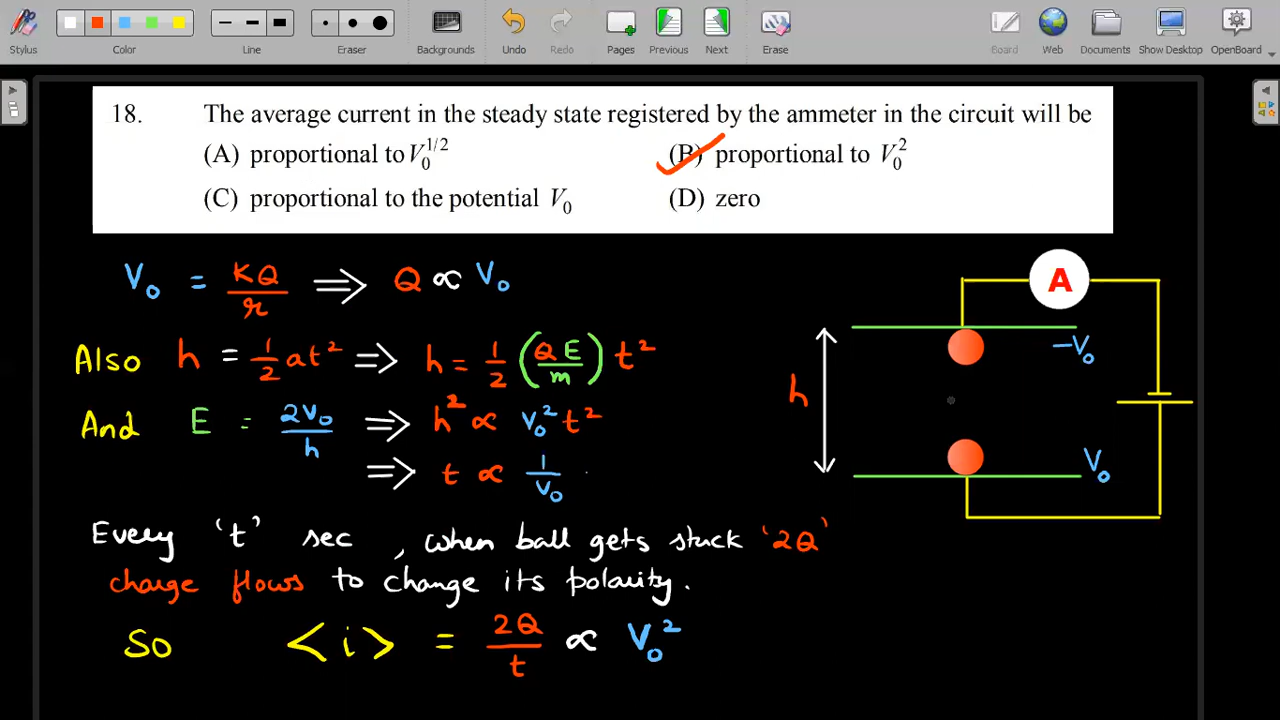 Stylus Color Line Eraser Backgrounds Undo Redo Pages Previous Next Erase Board Web Documents Show Desktop OpenBoard
18. The average current in the steady state registered by the ammeter in the circuit will be
(A) proportional to V₀^{1/2} (B) proportional to V₀²
(C) proportional to the potential V₀ (D) zero
V₀ = KQ/r ⟹ Q ∝ V₀
Also h = 1/2 at² ⟹ h = 1/2 (QE/m) t²
And E = 2V₀/h ⟹ h² ∝ V₀² t²
⟹ t ∝ 1/V₀
Every 't' sec, when ball gets stuck '2Q'
charge flows to change its polarity.
So <i> = 2Q/t ∝ V₀²
A
-V₀
h
V₀